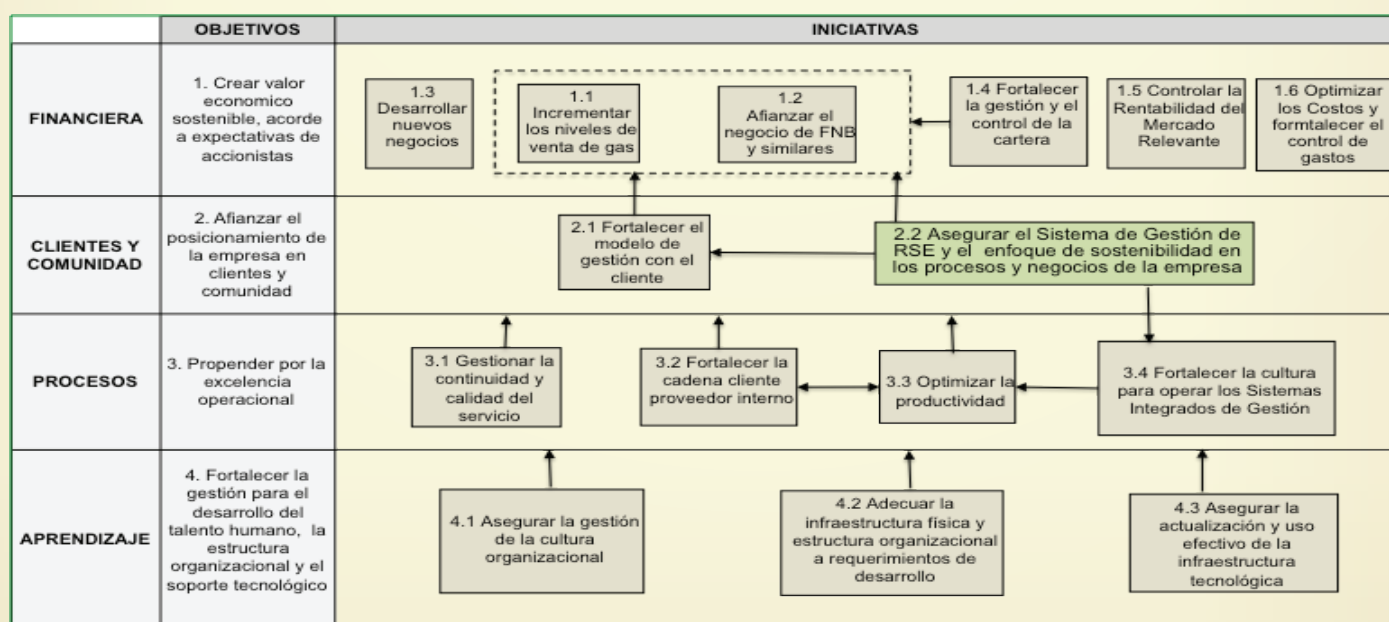 OBJETIVOS
INICIATIVAS
FINANCIERA
1. Crear valor
economico
sostenible, acorde
a expectativas de
accionistas
1.3
Desarrollar
nuevos
negocios
1.1
Incrementar
los niveles de
venta de gas
1.2
Afianzar el
negocio de FNB
y similares
1.4 Fortalecer
la gestión y el
control de la
cartera
1.5 Controlar la
Rentabilidad del
Mercado
Relevante
1.6 Optimizar
los Costos y
formtalecer el
control de
gastos
CLIENTES Y
COMUNIDAD
2. Afianzar el
posicionamiento de
la empresa en
clientes y
comunidad
2.1 Fortalecer el
modelo de
gestión con el
cliente
2.2 Asegurar el Sistema de Gestión de
RSE y el enfoque de sostenibilidad en
los procesos y negocios de la empresa
PROCESOS
3. Propender por la
excelencia
operacional
3.1 Gestionar la
continuidad y
calidad del
servicio
3.2 Fortalecer la
cadena cliente
proveedor interno
3.3 Optimizar la
productividad
3.4 Fortalecer la cultura
para operar los Sistemas
Integrados de Gestión
APRENDIZAJE
4. Fortalecer la
gestión para el
desarrollo del
talento humano, la
estructura
organizacional y el
soporte tecnológico
4.1 Asegurar la gestión
de la cultura
organizacional
4.2 Adecuar la
infraestructura física y
estructura organizacional
a requerimientos de
desarrollo
4.3 Asegurar la
actualización y uso
efectivo de la
infraestructura
tecnológica